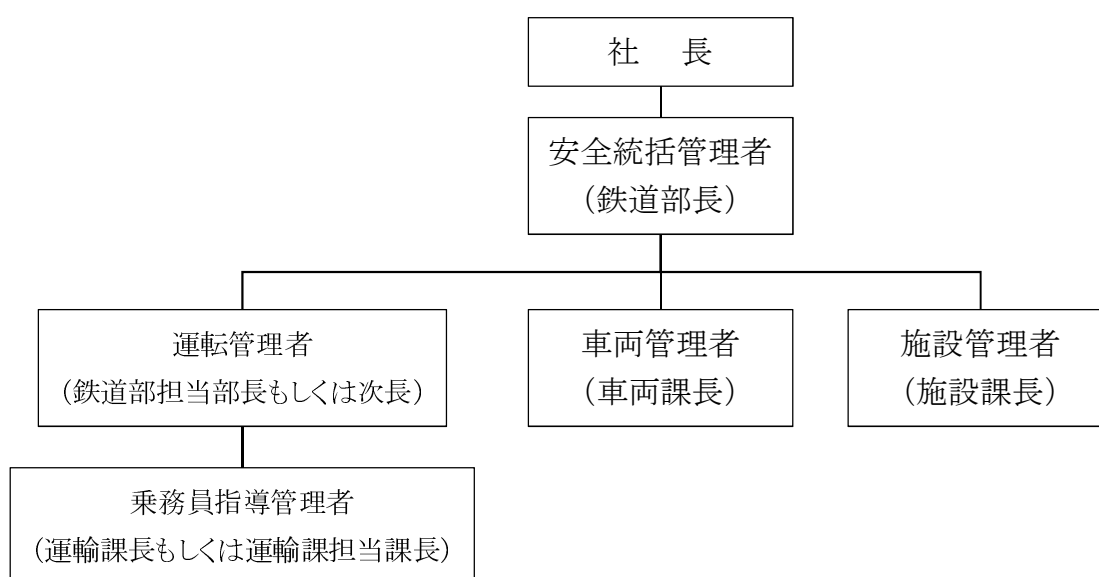 社　長
安全統括管理者
（鉄道部長）
運転管理者
（鉄道部担当部長もしくは次長）
車両管理者
（車両課長）
施設管理者
（施設課長）
乗務員指導管理者
（運輸課長もしくは運輸課担当課長）